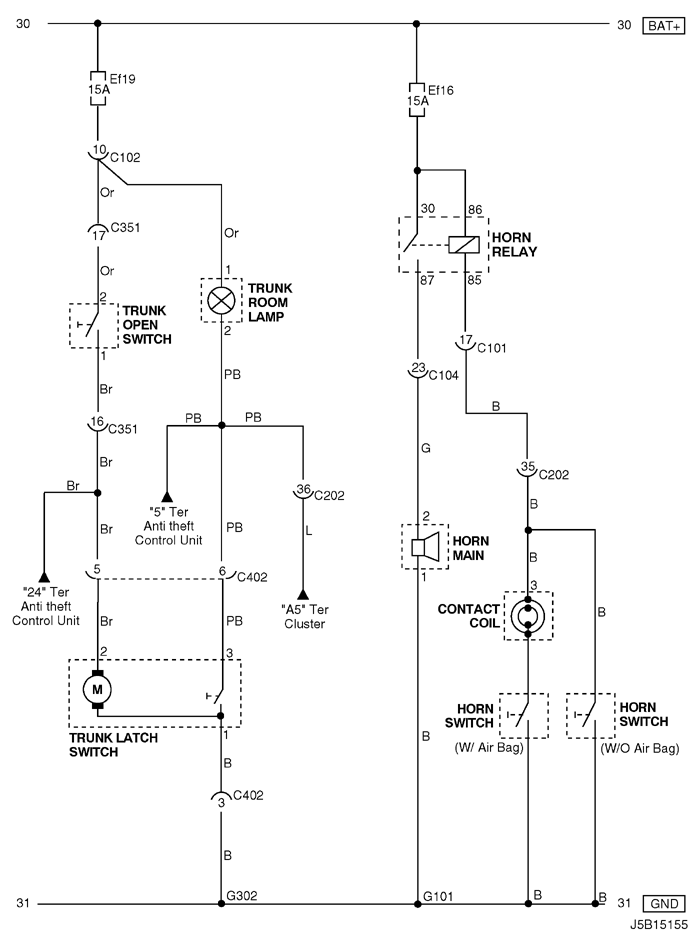 30
30 BAT+
Ef19
15A
Ef16
15A
10
C102
Or
C351
17
Or
Or
30
86
HORN
RELAY
87
85
1
2
TRUNK
ROOM
LAMP
2
TRUNK
OPEN
SWITCH
1
17
C101
23
C104
PB
Br
B
16
C351
PB
PB
G
Br
35
C202
Br
36
C202
B
"5" Ter
Anti theft
Control Unit
2
Br
PB
L
HORN
MAIN
B
5
6
C402
1
3
"24" Ter
Anti theft
Control Unit
"A5" Ter
Cluster
CONTACT
COIL
B
Br
PB
2
3
M
HORN
SWITCH
HORN
SWITCH
(W/ Air Bag)
(W/O Air Bag)
TRUNK LATCH
SWITCH
1
B
B
C402
3
B
G302
G101
B
B
31
31 GND
J5B15155